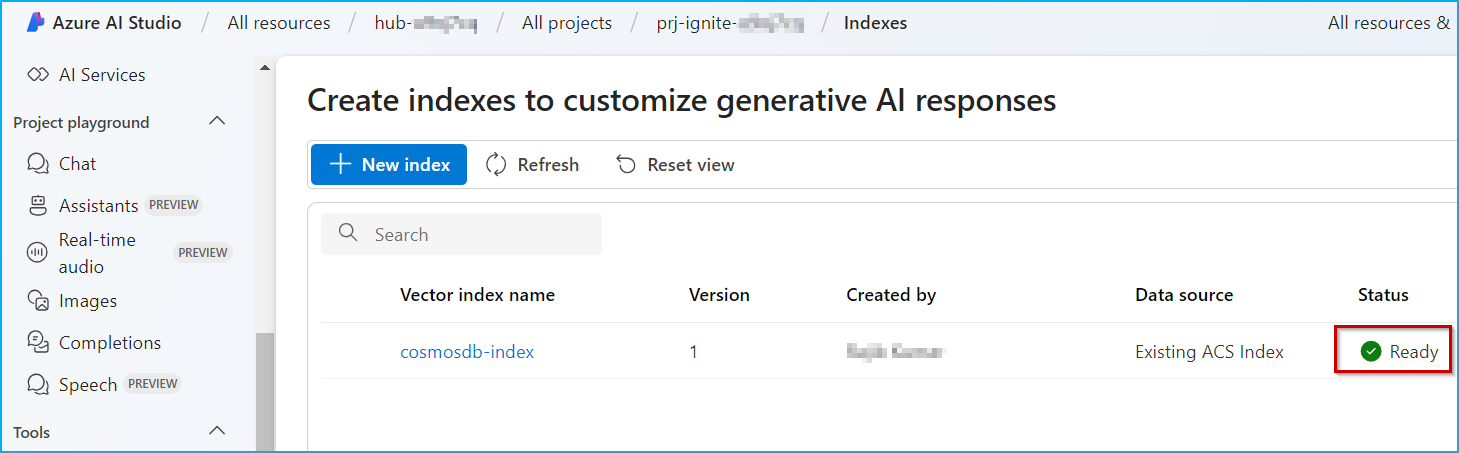 Azure AI Studio / All resources / hub- / All projects / prj-ignite- / Indexes All resources &
AI Services
Project playground
Chat
Assistants PREVIEW
Real-time
audio
PREVIEW
Images
Completions
Speech PREVIEW
Tools
Create indexes to customize generative AI responses
New index Refresh Reset view
Search
Vector index name Version Created by Data source Status
cosmosdb-index 1 Existing ACS Index Ready